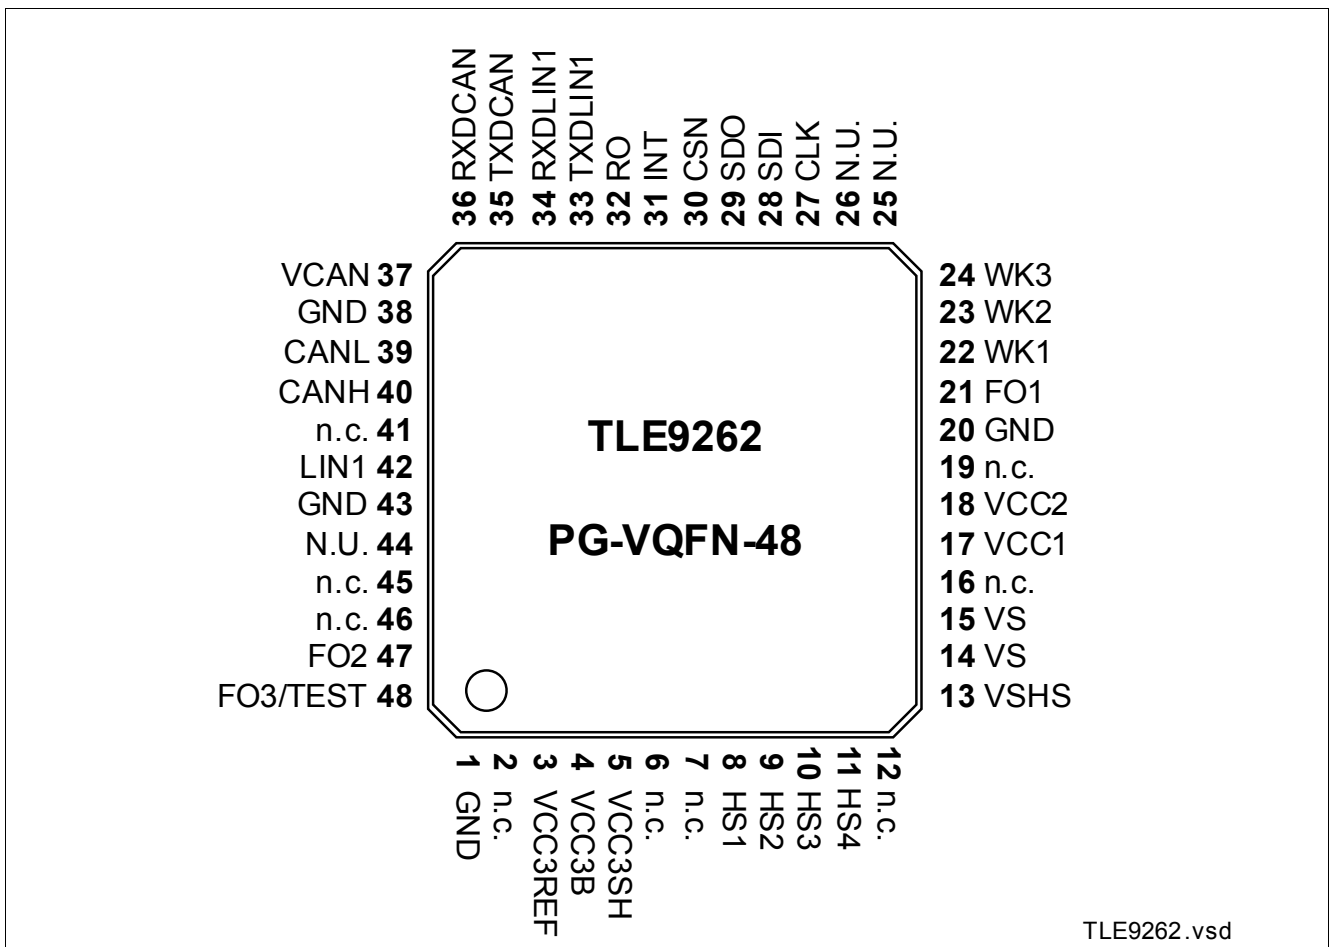 36 RXDCAN
35 TXDCAN
34 RXDLIN1
33 TXDLIN1
32 RO
31 INT
30 CSN
29 SDO
28 SDI
27 CLK
26 N.U.
25 N.U.
VCAN 37
GND 38
CANL 39
CANH 40
n.c. 41
LIN1 42
GND 43
N.U. 44
n.c. 45
n.c. 46
FO2 47
FO3/TEST 48
TLE9262
PG-VQFN-48
24 WK3
23 WK2
22 WK1
21 FO1
20 GND
19 n.c.
18 VCC2
17 VCC1
16 n.c.
15 VS
14 VS
13 VSHS
1 GND
2 n.c.
3 VCC3REF
4 VCC3B
5 VCC3SH
6 n.c.
7 n.c.
8 HS1
9 HS2
10 HS3
11 HS4
12 n.c.
TLE9262.vsd